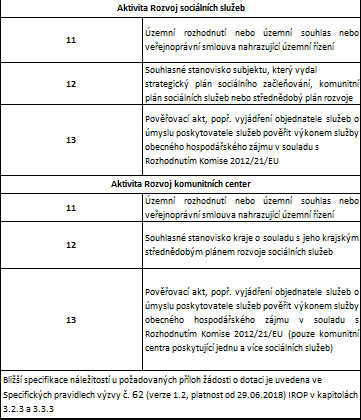 Aktivita Rozvoj sociálních služeb
11
Územní rozhodnutí nebo územní souhlas nebo
veřejnoprávní smlouva nahrazující územní řízení
12
Souhlasné stanovisko subjektu, který vydal
strategický plán sociálního začleňování, komunitní
plán sociálních služeb nebo střednědobý plán rozvoje
13
Pověřovací akt, popř. vyjádření objednatele služeb o
úmyslu poskytovatele služeb pověřit výkonem služby
obecného hospodářského zájmu v souladu s
Rozhodnutím Komise 2012/21/EU
Aktivita Rozvoj komunitních center
11
Územní rozhodnutí nebo územní souhlas nebo
veřejnoprávní smlouva nahrazující územní řízení
12
Souhlasné stanovisko kraje o souladu s jeho krajským
střednědobým plánem rozvoje sociálních služeb
13
Pověřovací akt, popř. vyjádření objednatele služeb o
úmyslu poskytovatele služeb pověřit výkonem služby
obecného hospodářského zájmu v souladu s
Rozhodnutím Komise 2012/21/EU (pouze komunitní
centra poskytující jednu a více sociálních služeb)
Bližší specifikace náležitostí u požadovaných příloh žádosti o dotaci je uvedena ve
Specifických pravidlech výzvy č. 62 (verze 1.2, platnost od 29.06.2018) IROP v kapitolách
3.2.3 a 3.3.3